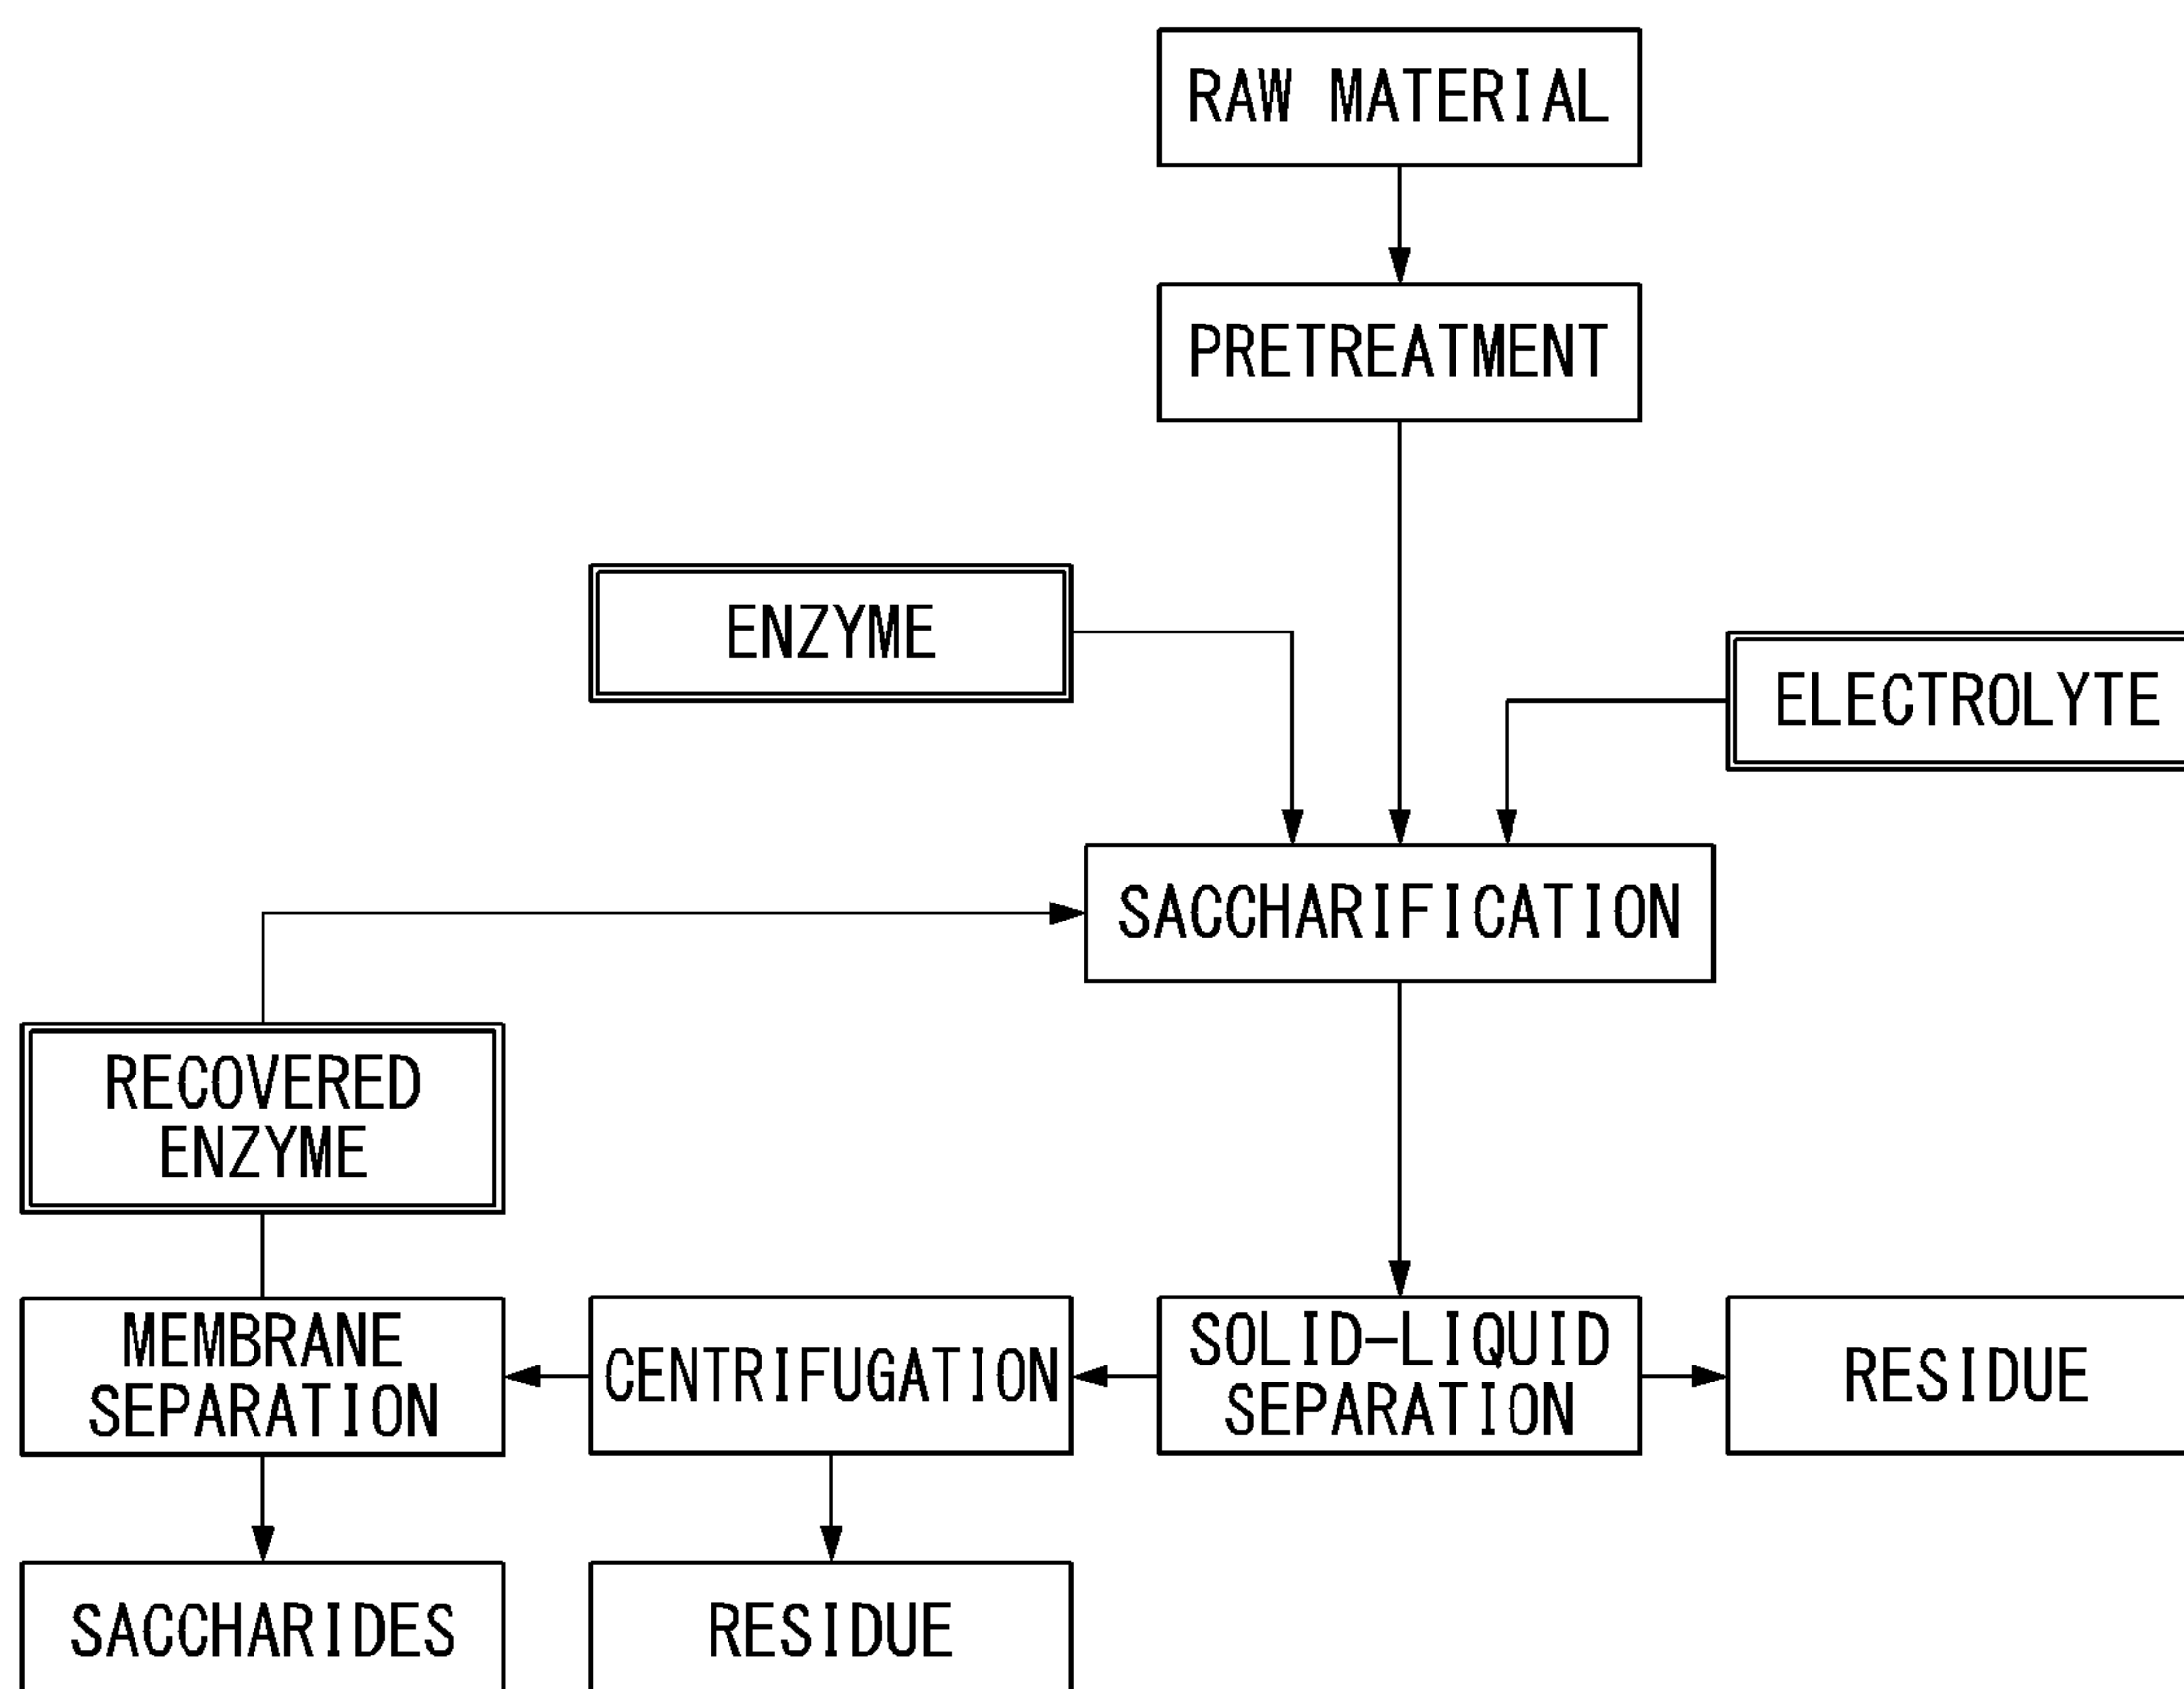 RAW MATERIAL
PRETREATMENT
ENZYME
ELECTROLYTE
SACCHARIFICATION
RECOVERED
ENZYME
MEMBRANE
SEPARATION
CENTRIFUGATION
SOLID-LIQUID
SEPARATION
RESIDUE
SACCHARIDES
RESIDUE